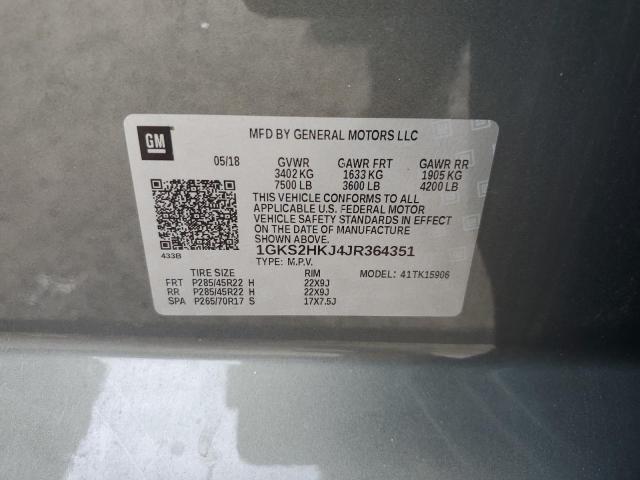 GM
MFD BY GENERAL MOTORS LLC
05/18 GVWR GAWR FRT GAWR RR
3402 KG 1633 KG 1905 KG
7500 LB 3600 LB 4200 LB
THIS VEHICLE CONFORMS TO ALL
APPLICABLE U.S. FEDERAL MOTOR
VEHICLE SAFETY STANDARDS IN EFFECT
ON THE DATE OF MANUFACTURE
SHOWN ABOVE.
1GKS2HKJ4JR364351
433B TYPE: M.P.V. MODEL: 41TK15906
TIRE SIZE RIM
FRT P285/45R22 H 22X9J
RR P285/45R22 H 22X9J
SPA P265/70R17 S 17X7.5J